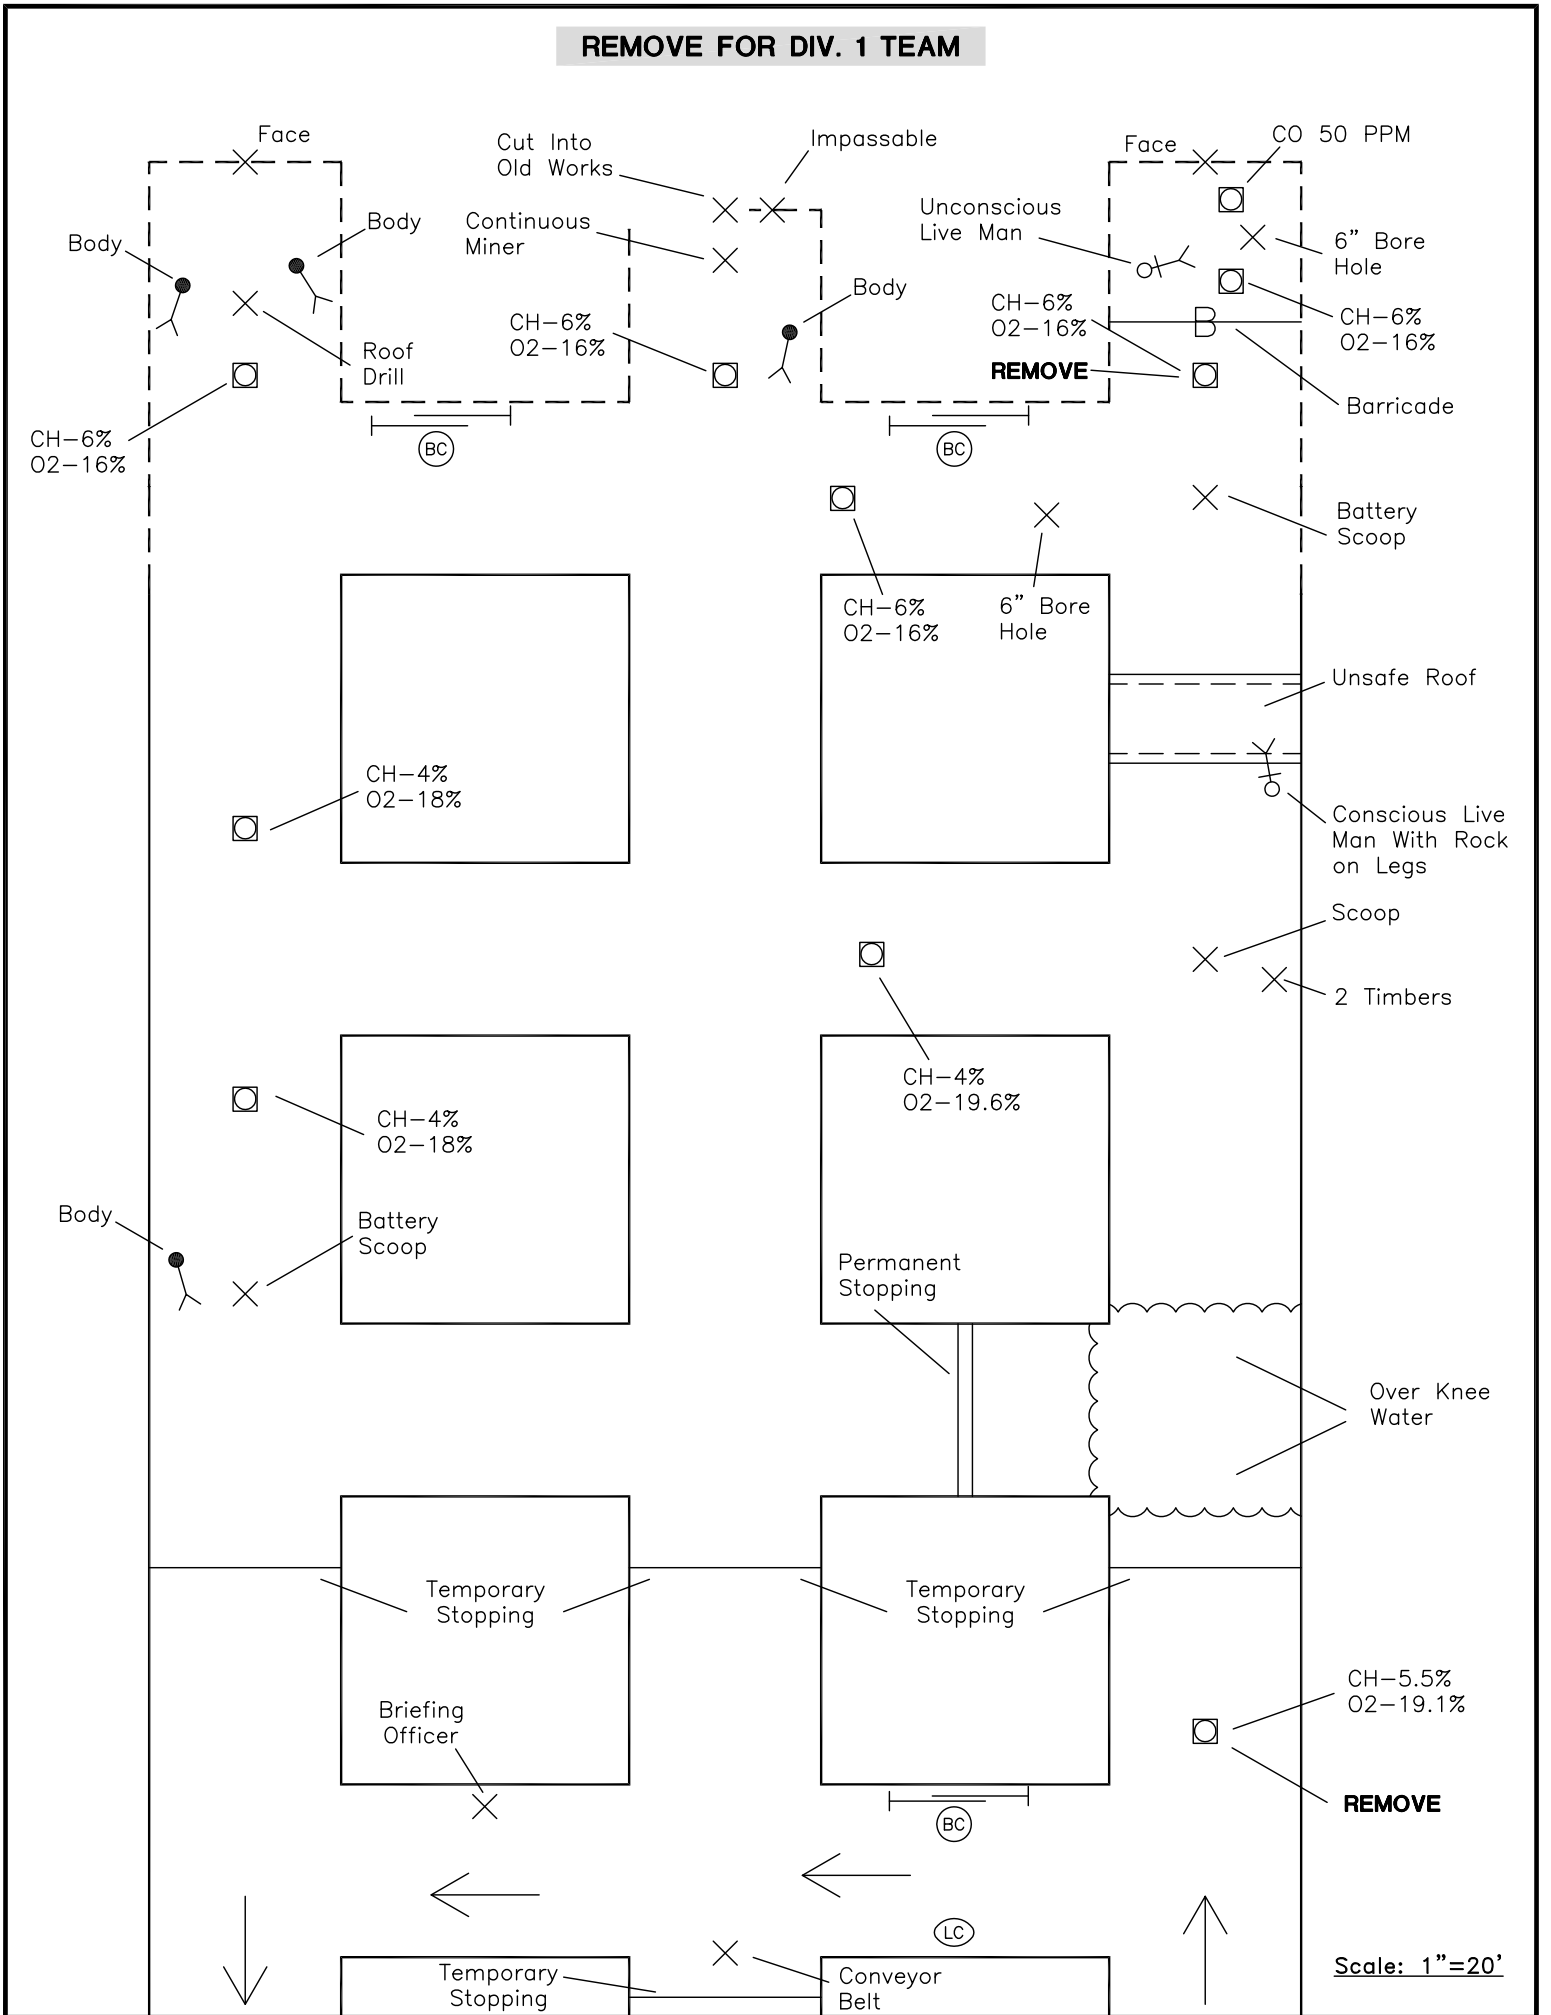 REMOVE FOR DIV. 1 TEAM
Face
Cut Into
Old Works
Impassable
Face
CO 50 PPM
Body
Body
Continuous
Miner
Unconscious
Live Man
6" Bore
Hole
Body
CH-6%
O2-16%
CH-6%
O2-16%
REMOVE
B
CH-6%
O2-16%
Roof
Drill
Barricade
CH-6%
O2-16%
BC
BC
Battery
Scoop
CH-6%
O2-16%
6" Bore
Hole
Unsafe Roof
CH-4%
O2-18%
Conscious Live
Man With Rock
on Legs
Scoop
2 Timbers
CH-4%
O2-19.6%
CH-4%
O2-18%
Body
Battery
Scoop
Permanent
Stopping
Over Knee
Water
Temporary
Stopping
Temporary
Stopping
CH-5.5%
O2-19.1%
Briefing
Officer
REMOVE
BC
LC
Temporary
Stopping
Conveyor
Belt
Scale: 1"=20'